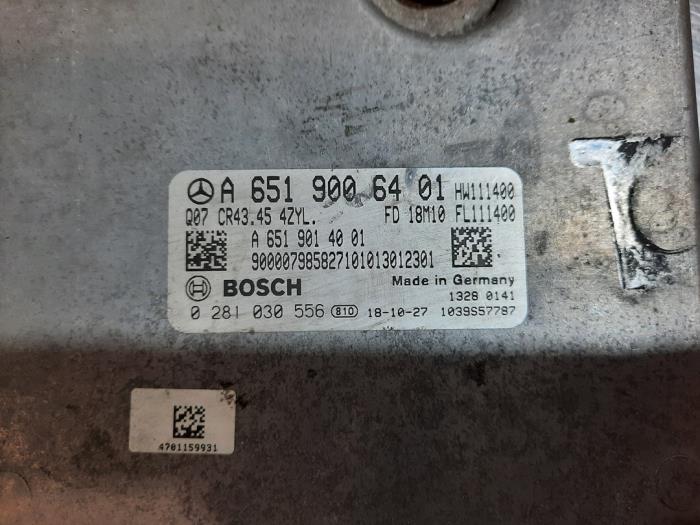 A 651 900 64 01 HW111400
Q07 CR43.45 4ZYL. FD 18M10 FL111400
A 651 901 40 01
900007985827101013012301
BOSCH Made in Germany
1328 0141
0 281 030 556 810 18-10-27 1039S57787
4701159931